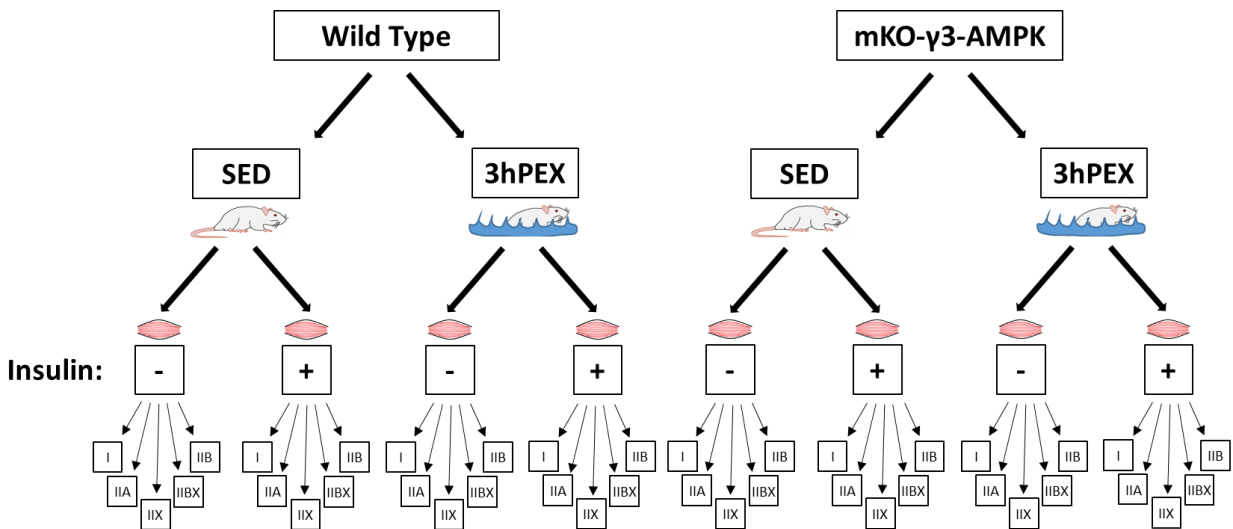 Wild Type mKO-γ3-AMPK
SED 3hPEX SED 3hPEX
Insulin: - + - + - + - +
I IIB I IIB I IIB I IIB I IIB I IIB I IIB I IIB
IIA IIBX IIA IIBX IIA IIBX IIA IIBX IIA IIBX IIA IIBX IIA IIBX IIA IIBX
IIX IIX IIX IIX IIX IIX IIX IIX